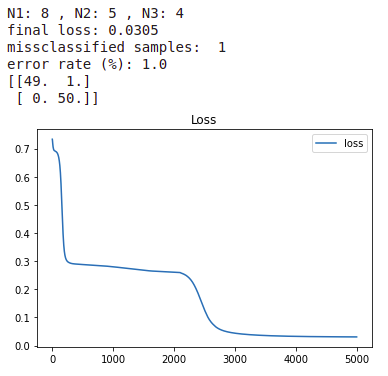 N1: 8 , N2: 5 , N3: 4
final loss: 0.0305
missclassified samples:  1
error rate (%): 1.0
[[49.  1.]
 [ 0. 50.]]
Loss
loss
0.7
0.6
0.5
0.4
0.3
0.2
0.1
0.0
0 1000 2000 3000 4000 5000